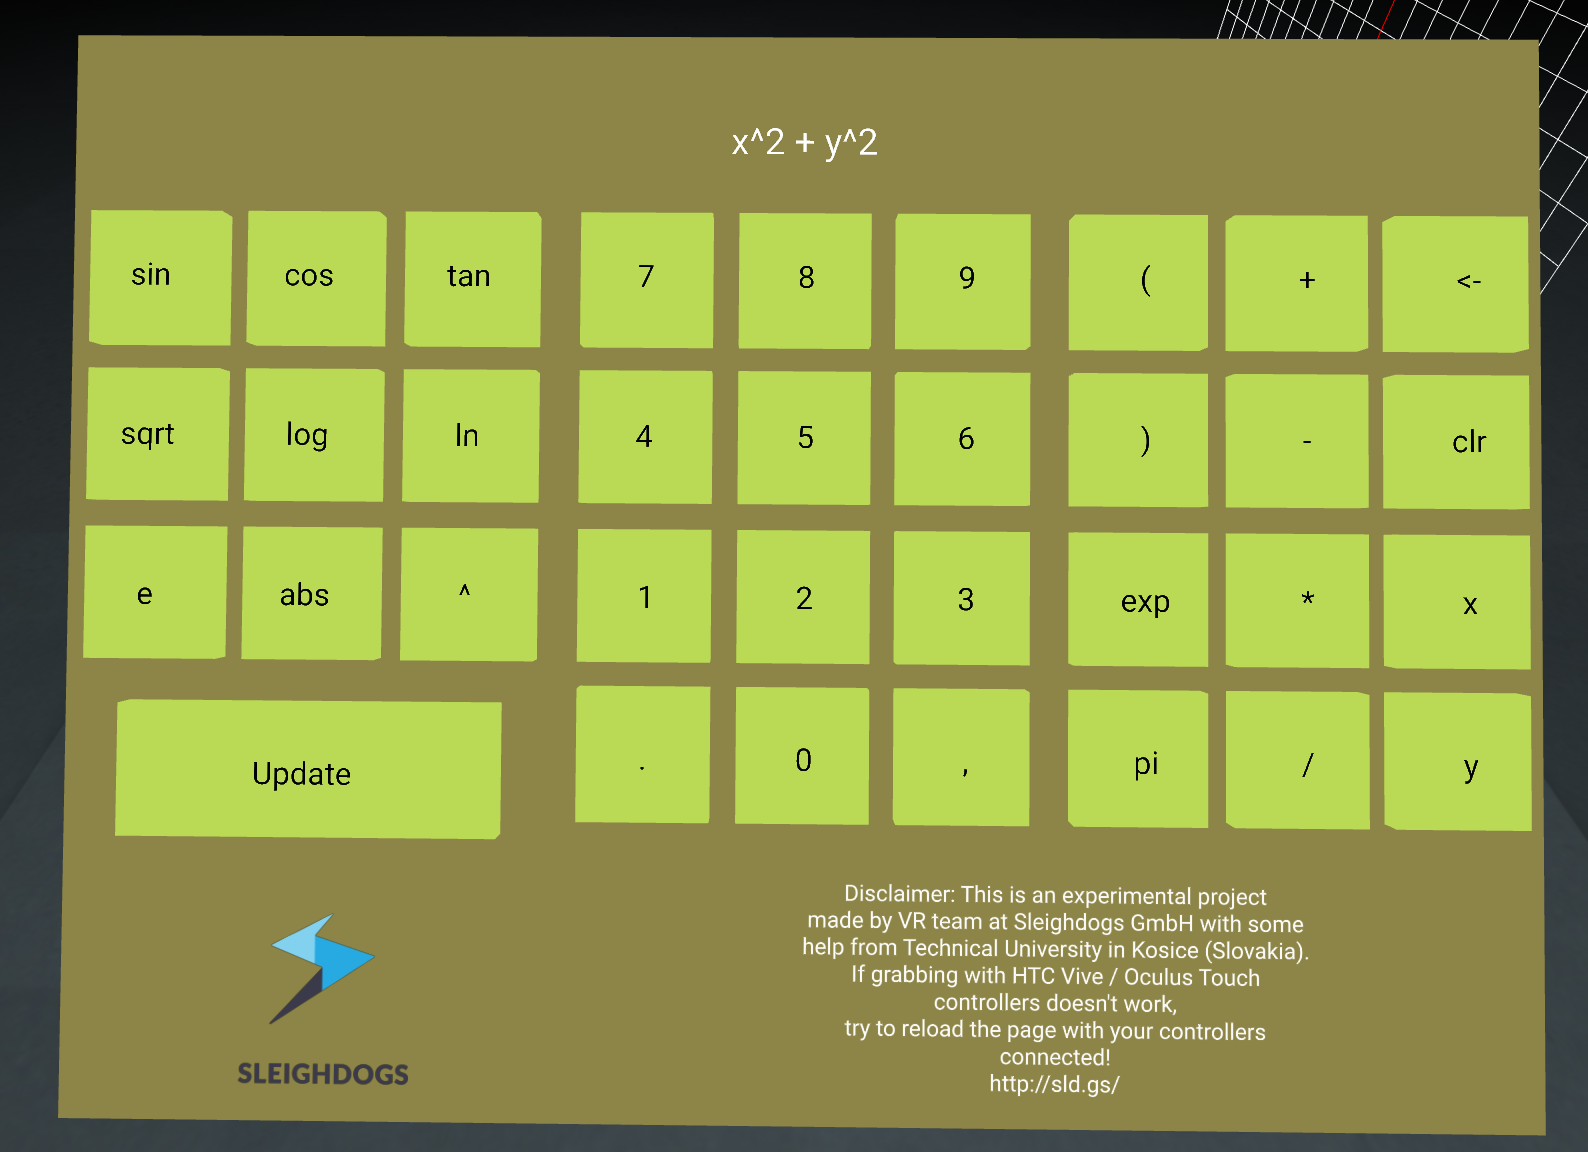 x^2 + y^2
sin cos tan 7 8 9 ( + <-
sqrt log ln 4 5 6 ) - clr
e abs ^ 1 2 3 exp * x
Update . 0 , pi / y
Disclaimer: This is an experimental project
made by VR team at Sleighdogs GmbH with some
help from Technical University in Kosice (Slovakia).
If grabbing with HTC Vive / Oculus Touch
controllers doesn't work,
try to reload the page with your controllers
connected!
http://sld.gs/
SLEIGHDOGS